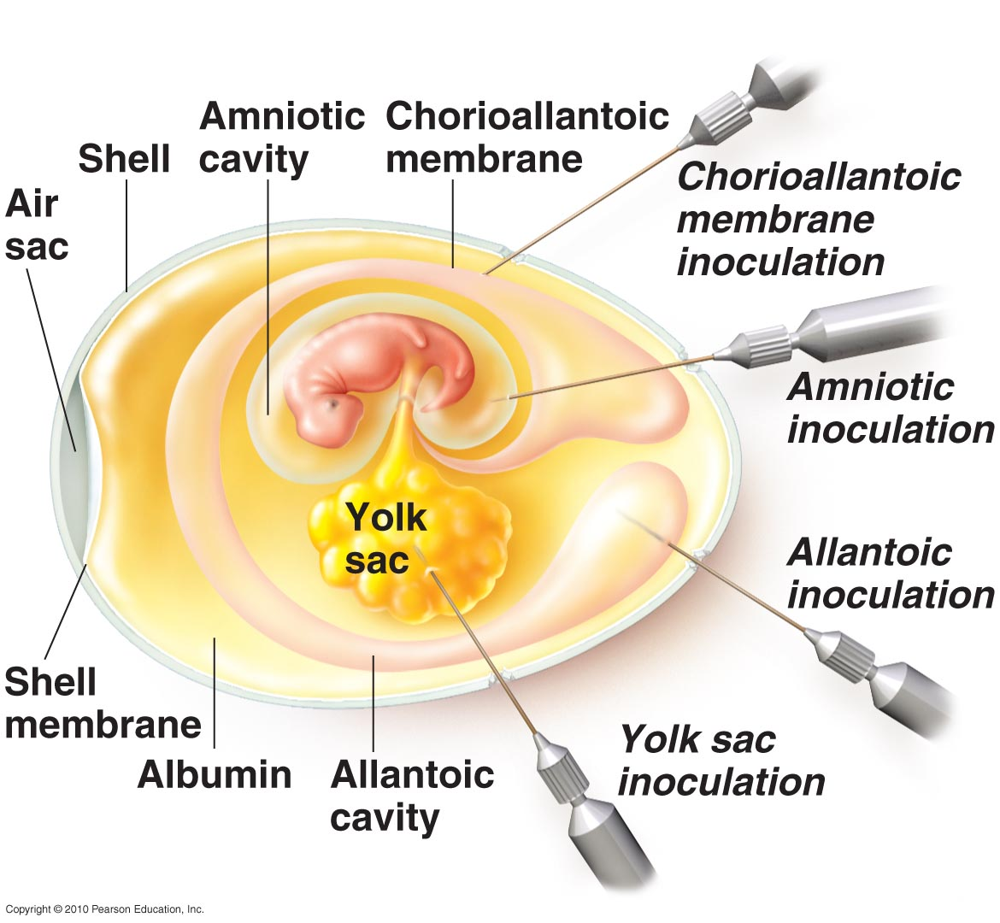 Amniotic
cavity
Chorioallantoic
membrane
Shell
Air
sac
Chorioallantoic
membrane
inoculation
Amniotic
inoculation
Yolk
sac
Allantoic
inoculation
Shell
membrane
Albumin
Allantoic
cavity
Yolk sac
inoculation
Copyright © 2010 Pearson Education, Inc.